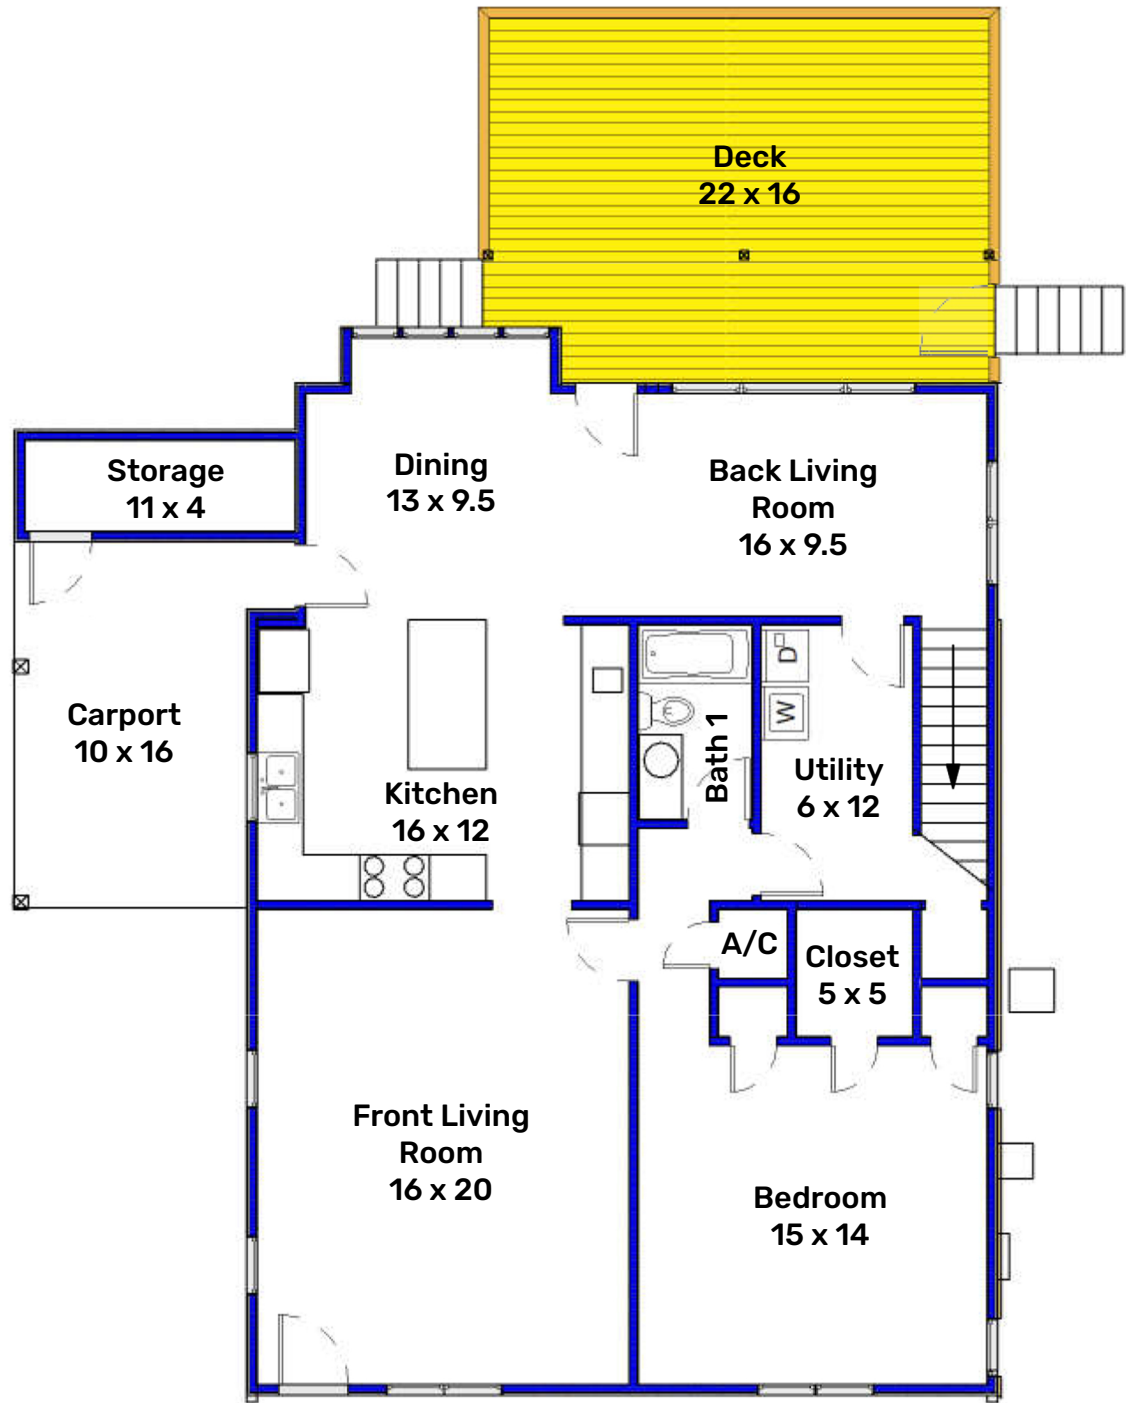 Deck
22 x 16
Storage
11 x 4
Dining
13 x 9.5
Back Living
Room
16 x 9.5
Carport
10 x 16
Kitchen
16 x 12
Bath 1
D
W
Utility
6 x 12
A/C
Closet
5 x 5
Front Living
Room
16 x 20
Bedroom
15 x 14